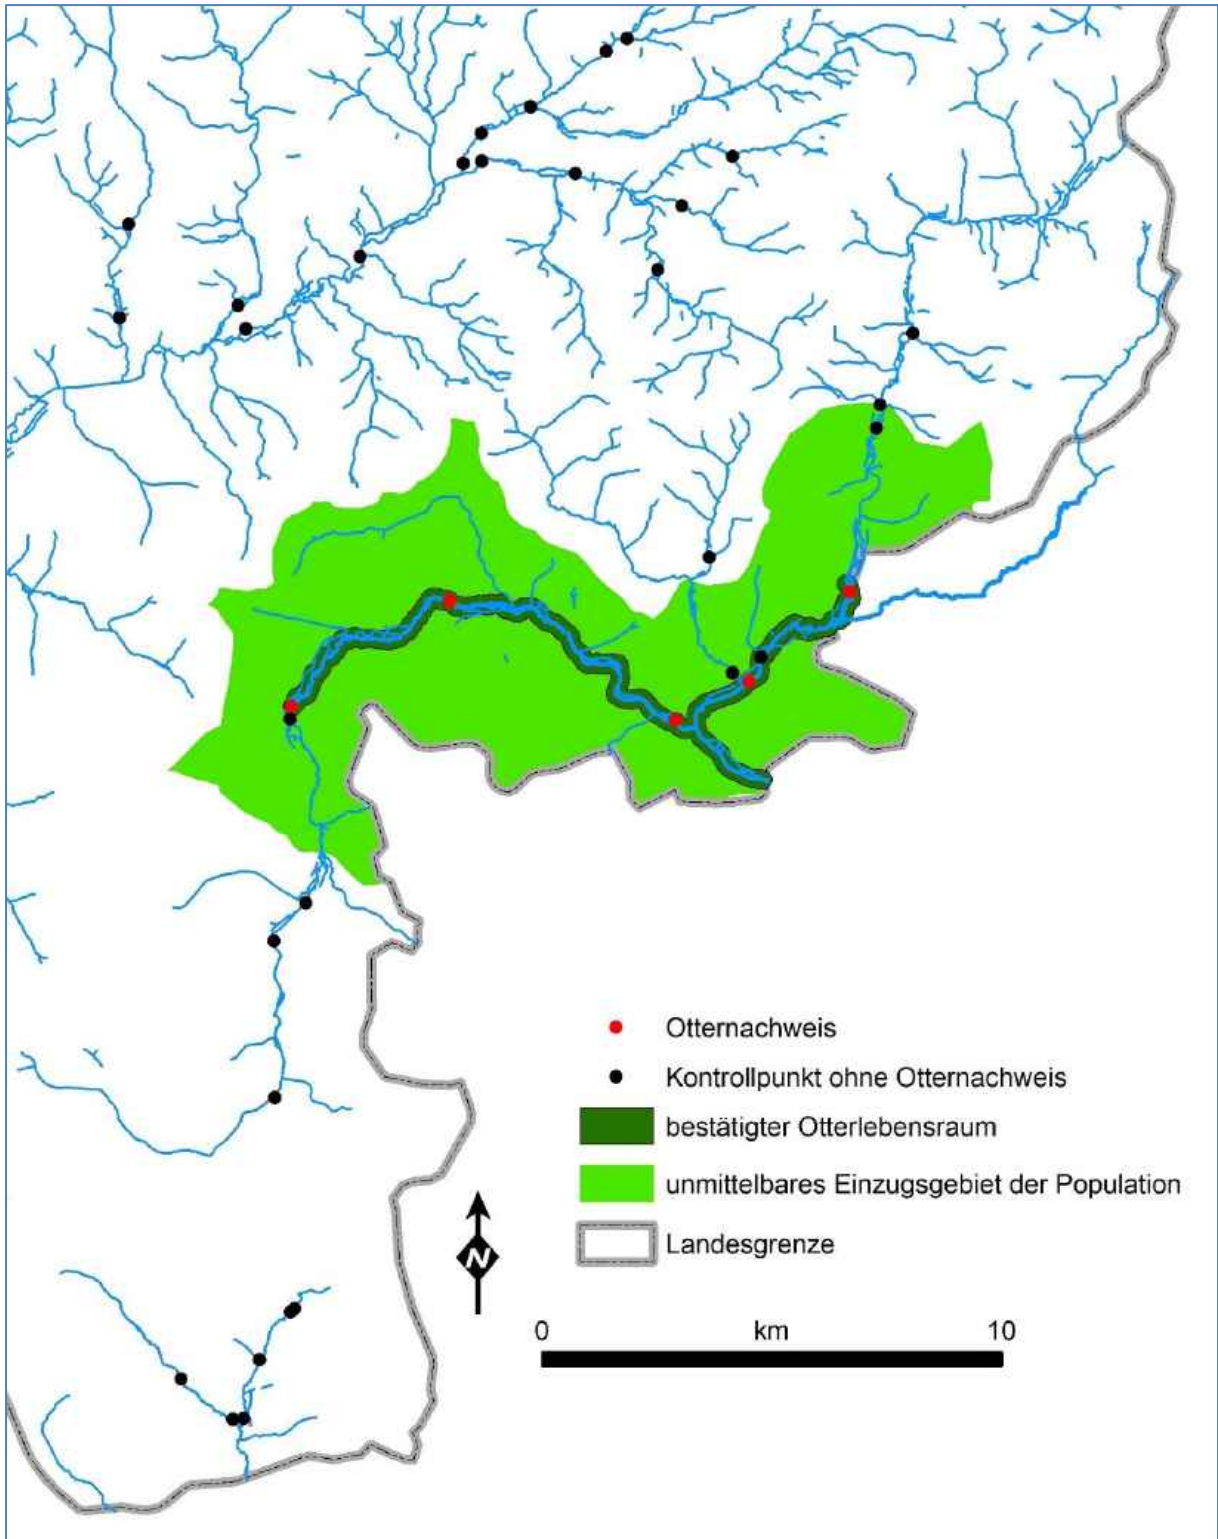 Otternachweis
Kontrollpunkt ohne Otternachweis
bestätigter Otterlebensraum
unmittelbares Einzugsgebiet der Population
Landesgrenze
N
0 km 10